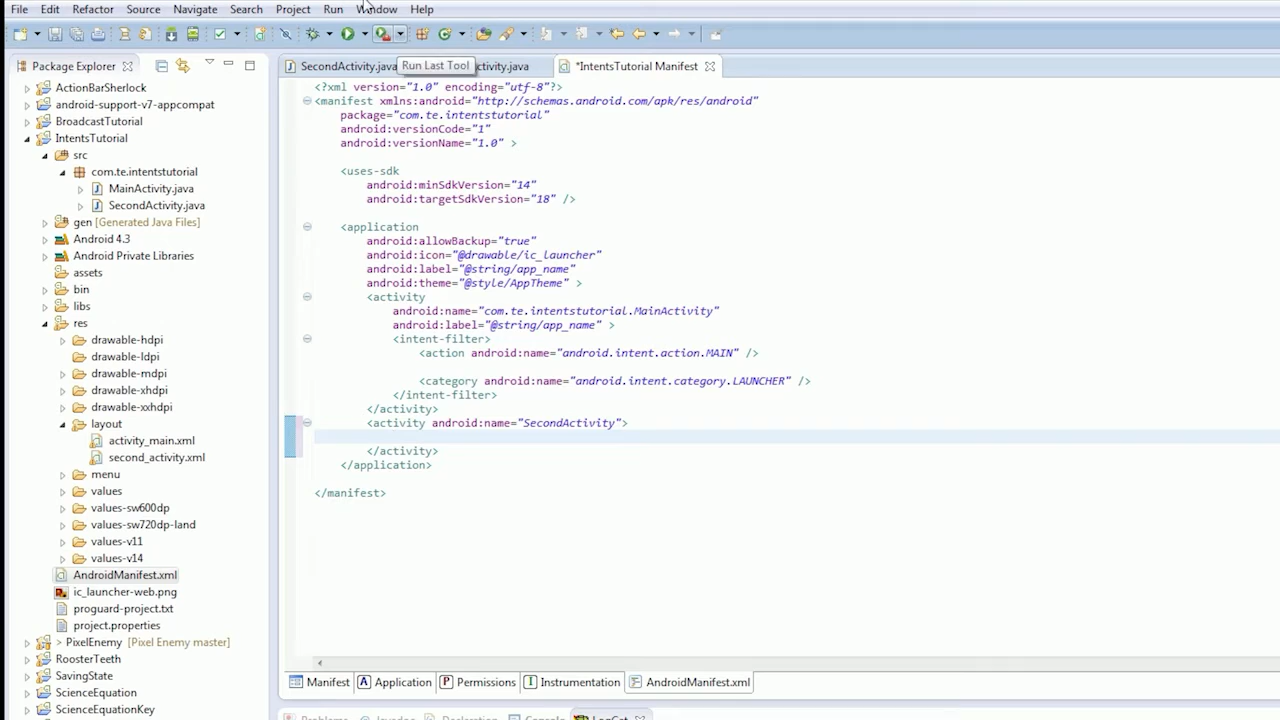 File Edit Refactor Source Navigate Search Project Run Window Help
Package Explorer
SecondActivity.java
Run Last Tool
ctivity.java
*IntentsTutorial Manifest
ActionBarSherlock
android-support-v7-appcompat
BroadcastTutorial
IntentsTutorial
src
com.te.intentstutorial
MainActivity.java
SecondActivity.java
gen [Generated Java Files]
Android 4.3
Android Private Libraries
assets
bin
libs
res
drawable-hdpi
drawable-ldpi
drawable-mdpi
drawable-xhdpi
drawable-xxhdpi
layout
activity_main.xml
second_activity.xml
menu
values
values-sw600dp
values-sw720dp-land
values-v11
values-v14
AndroidManifest.xml
ic_launcher-web.png
proguard-project.txt
project.properties
> PixelEnemy [Pixel Enemy master]
RoosterTeeth
SavingState
ScienceEquation
ScienceEquationKey
<?xml version="1.0" encoding="utf-8"?>
<manifest xmlns:android="http://schemas.android.com/apk/res/android"
package="com.te.intentstutorial"
android:versionCode="1"
android:versionName="1.0" >
<uses-sdk
android:minSdkVersion="14"
android:targetSdkVersion="18" />
<application
android:allowBackup="true"
android:icon="@drawable/ic_launcher"
android:label="@string/app_name"
android:theme="@style/AppTheme" >
<activity
android:name="com.te.intentstutorial.MainActivity"
android:label="@string/app_name" >
<intent-filter>
<action android:name="android.intent.action.MAIN" />
<category android:name="android.intent.category.LAUNCHER" />
</intent-filter>
</activity>
<activity android:name="SecondActivity">
</activity>
</application>
</manifest>
Manifest Application Permissions Instrumentation AndroidManifest.xml
Problems Javadoc Declaration Console LogCat